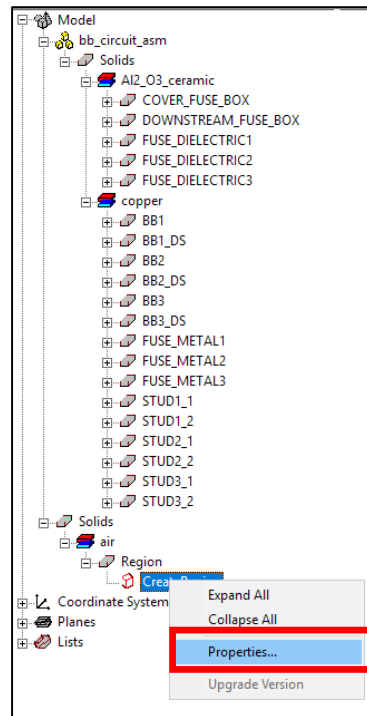 Model
bb_circuit_asm
Solids
Al2_O3_ceramic
COVER_FUSE_BOX
DOWNSTREAM_FUSE_BOX
FUSE_DIELECTRIC1
FUSE_DIELECTRIC2
FUSE_DIELECTRIC3
copper
BB1
BB1_DS
BB2
BB2_DS
BB3
BB3_DS
FUSE_METAL1
FUSE_METAL2
FUSE_METAL3
STUD1_1
STUD1_2
STUD2_1
STUD2_2
STUD3_1
STUD3_2
Solids
air
Region
Expand All
Coordinate System
Collapse All
Planes
Lists
Properties...
Upgrade Version